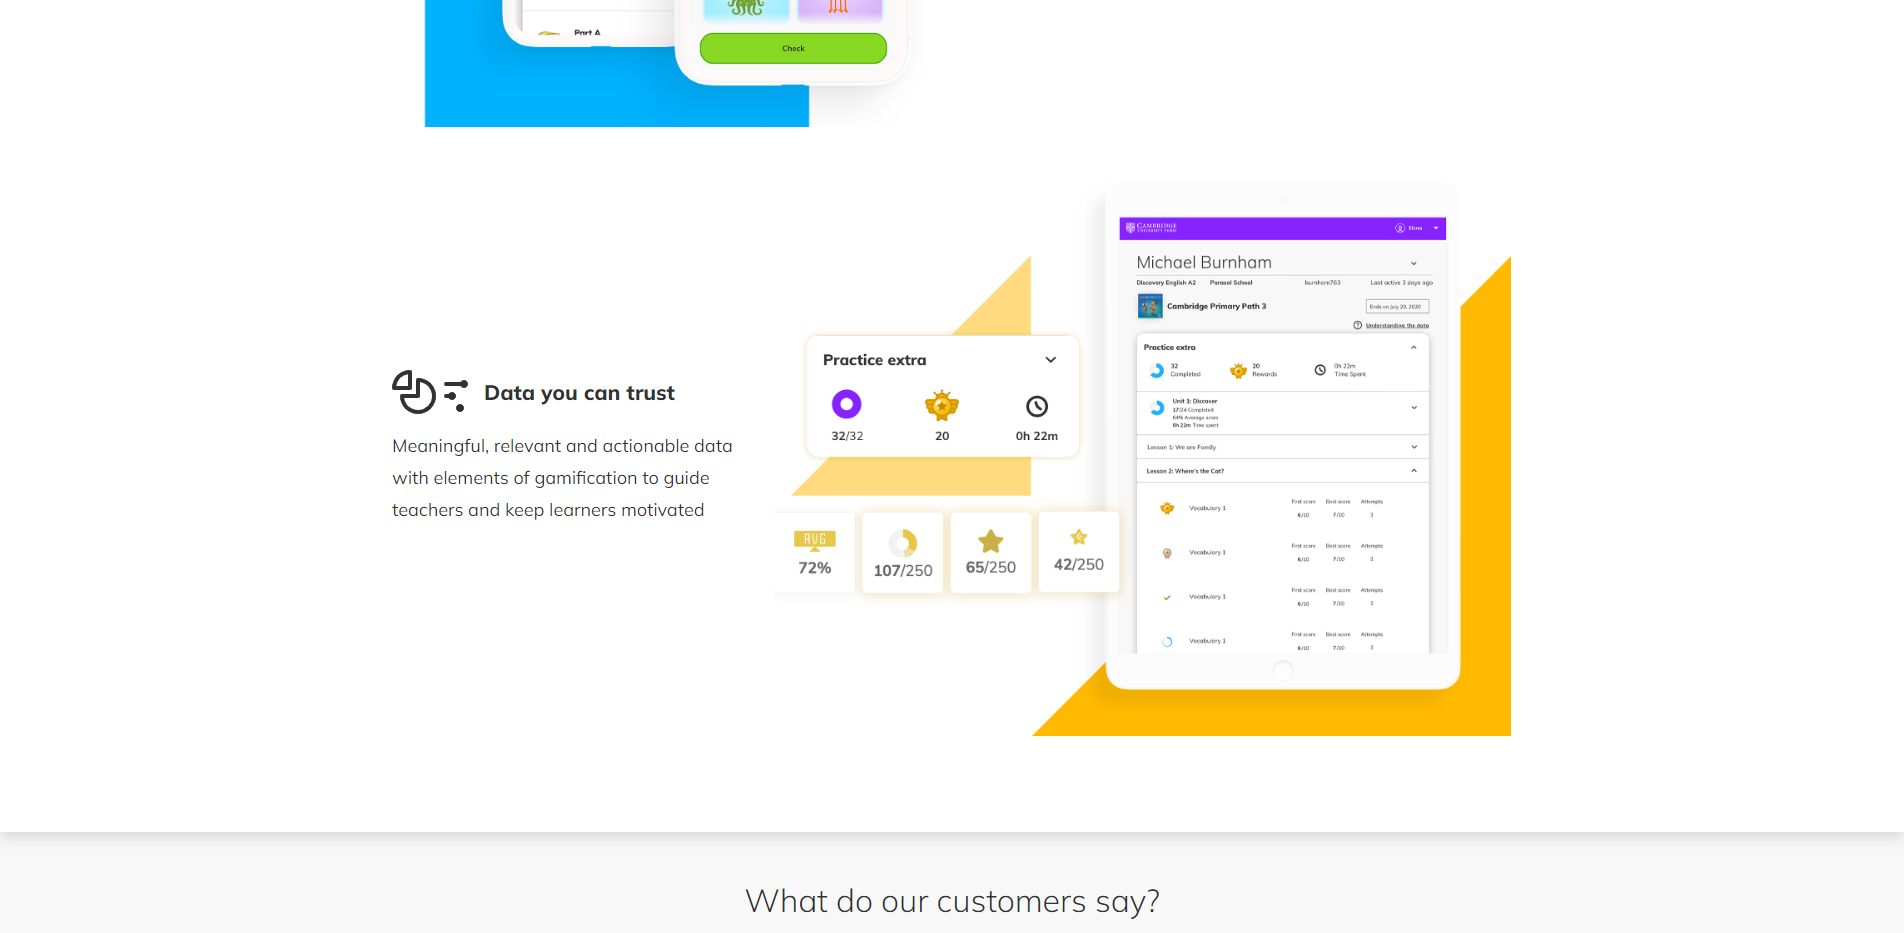 Part A
Check
Data you can trust
Meaningful, relevant and actionable data
with elements of gamification to guide
teachers and keep learners motivated
Practice extra
32/32
20
0h 22m
AVG
72%
107/250
65/250
42/250
CAMBRIDGE
UNIVERSITY PRESS
Michael Burnham
Discovery English A2
Parasol School
burnham763
Last active 3 days ago
Cambridge Primary Path 3
Ends on July 20, 2020
Understanding the data
Practice extra
32
Completed
20
Rewards
0h 22m
Time Spent
Unit 1: Discover
17/24 Completed
64% Average score
0h 22m Time spent
Lesson 1: We are Family
Lesson 2: Where's the Cat?
First score Best score Attempts
Vocabulary 1
6/10 7/10 3
First score Best score Attempts
Vocabulary 1
6/10 7/10 3
First score Best score Attempts
Vocabulary 1
6/10 7/10 3
First score Best score Attempts
Vocabulary 1
6/10 7/10 3
What do our customers say?